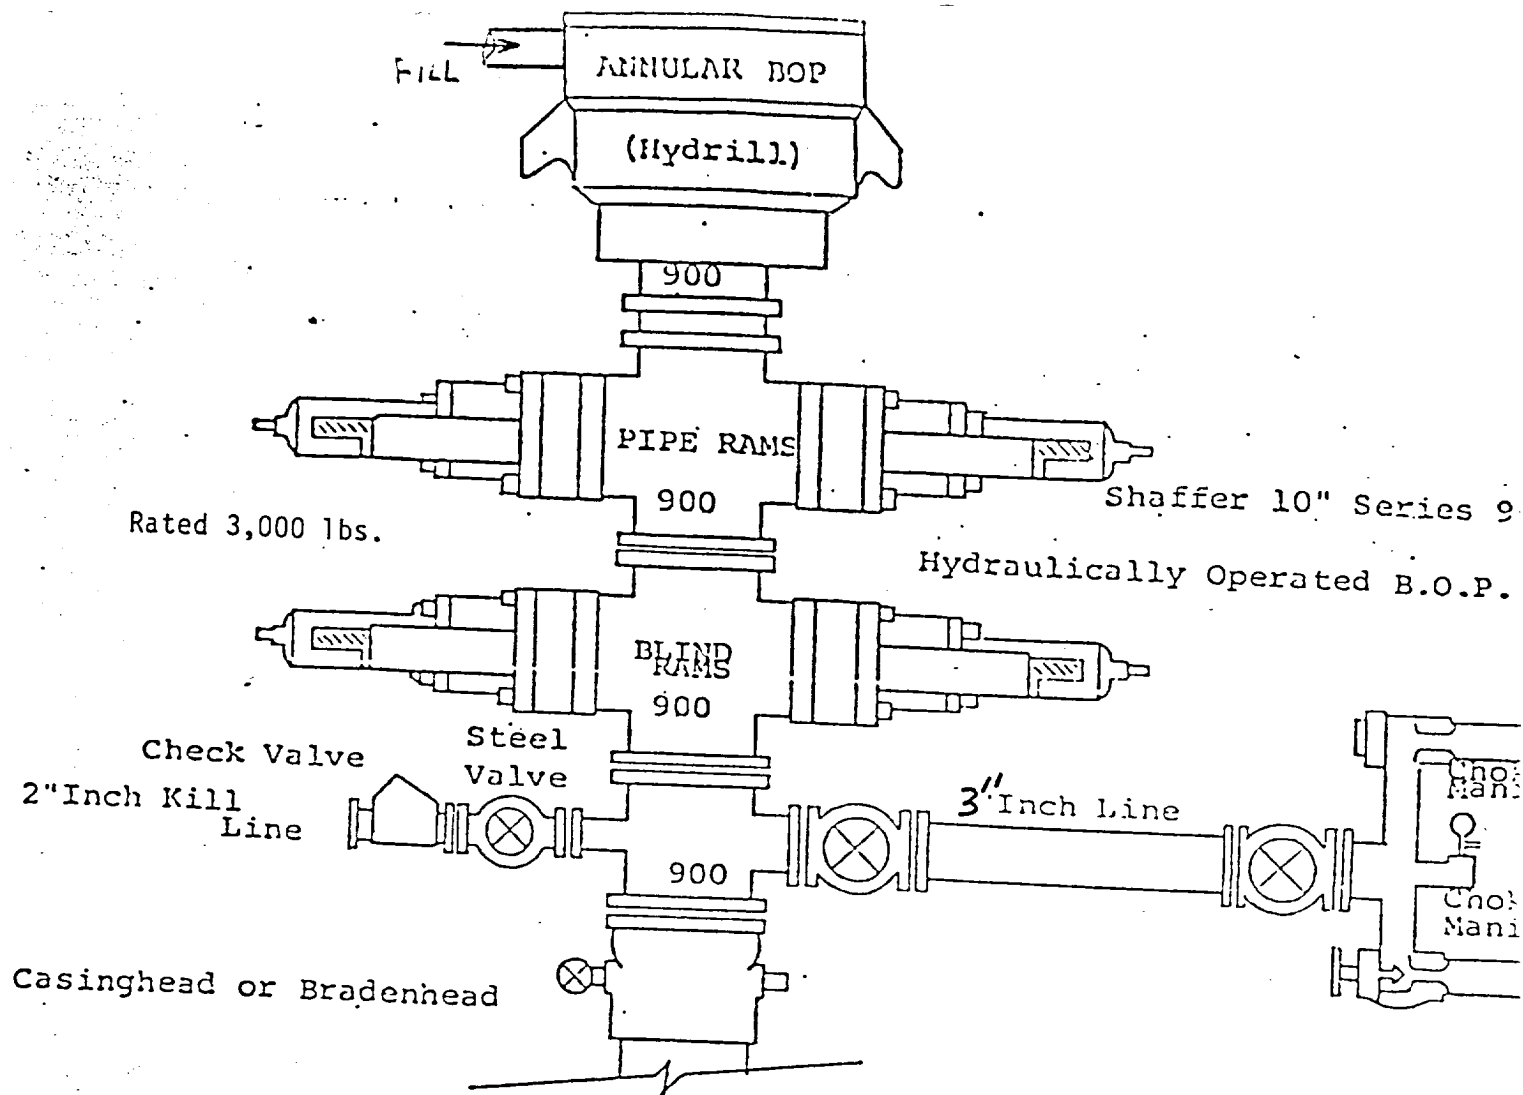 FILL
ANNULAR BOP
(Hydrill)
900
PIPE RAMS
900
Shaffer 10" Series 9
Rated 3,000 lbs.
Hydraulically Operated B.O.P.
BLIND
RAMS
900
Check Valve
Steel
Valve
2"Inch Kill
Line
3"Inch Line
900
Casinghead or Bradenhead